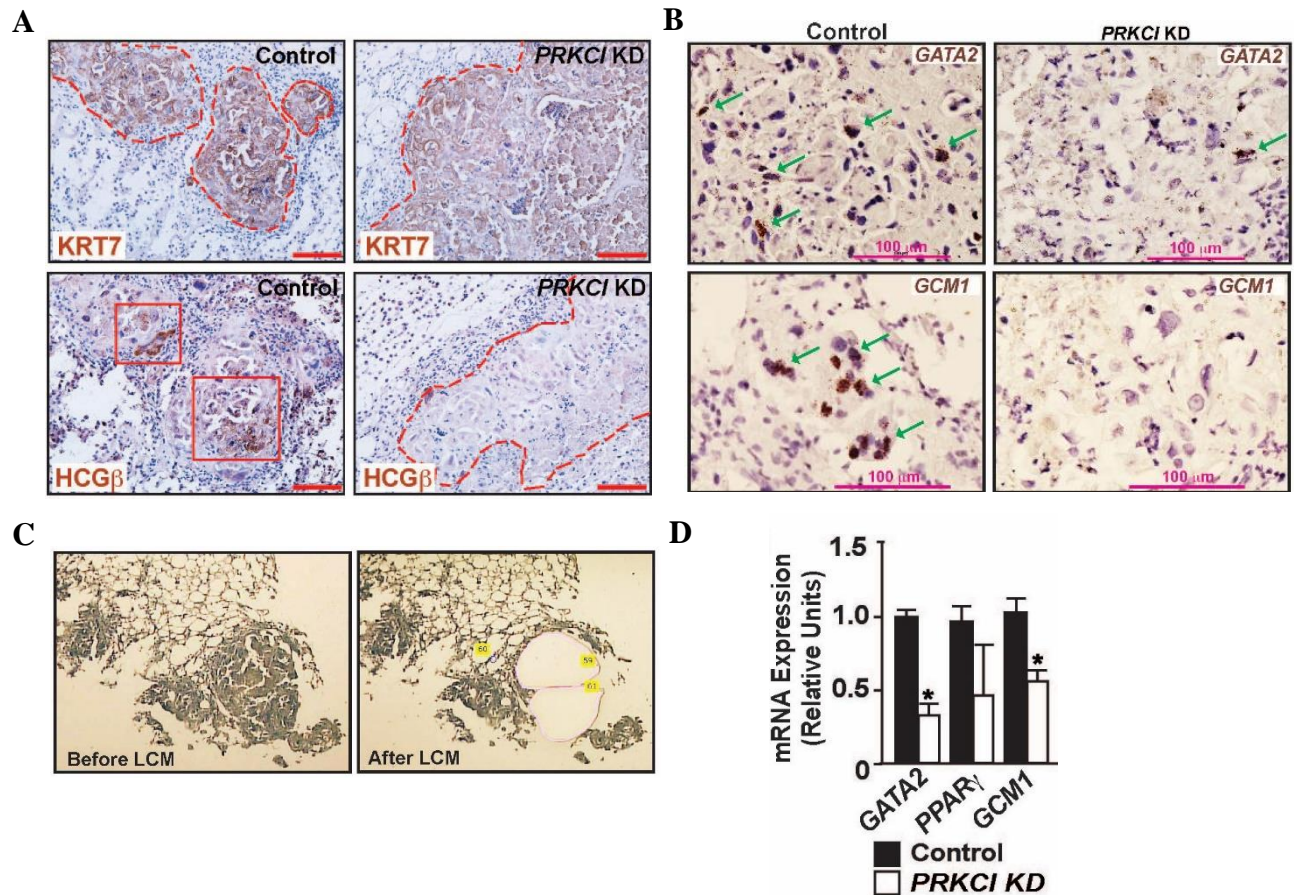 A
Control
PRKCI KD
KRT7
KRT7
Control
PRKCI KD
HCGβ
HCGβ
B
Control
PRKCI KD
GATA2
GATA2
100 µm
100 µm
GCM1
GCM1
100 µm
100 µm
C
Before LCM
60
59
61
After LCM
D
mRNA Expression
(Relative Units)
1.5
1.0
0.5
0
*
*
GATA2
PPARγ
GCM1
Control
PRKCI KD